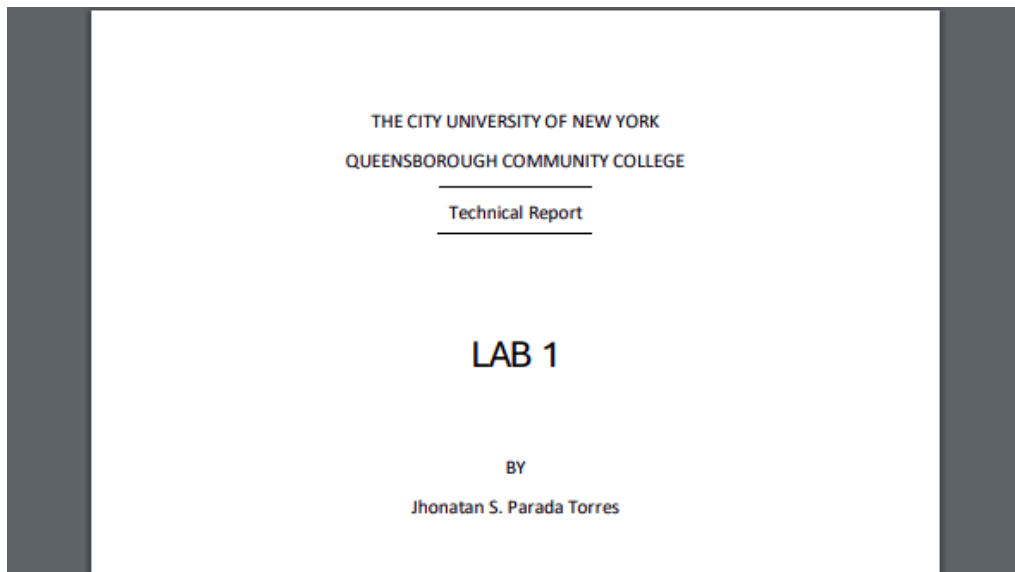 THE CITY UNIVERSITY OF NEW YORK
QUEENSBOROUGH COMMUNITY COLLEGE
Technical Report
LAB 1
BY
Jhonatan S. Parada Torres